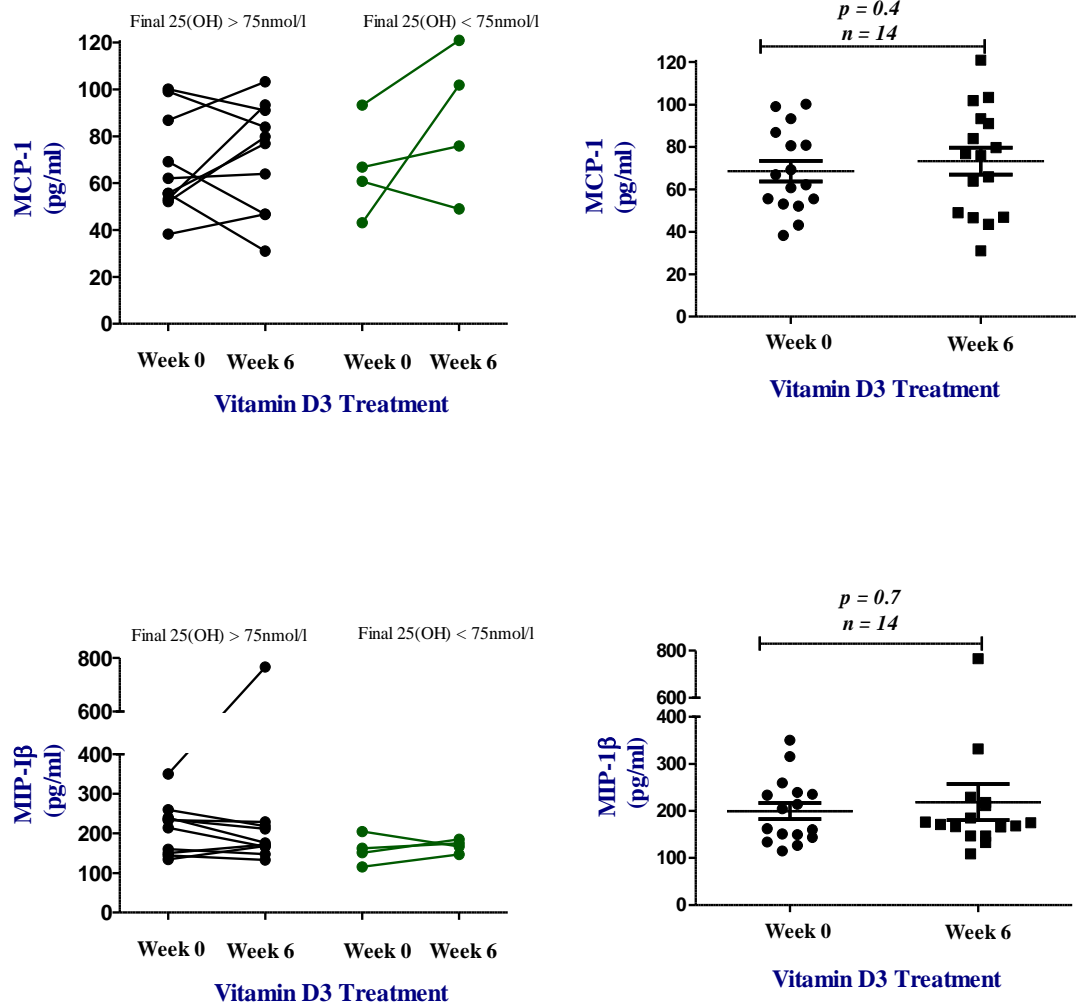 Final 25(OH) > 75nmol/l
Final 25(OH) < 75nmol/l
120
100
80
60
40
20
0
MCP-1
(pg/ml)
Week 0
Week 6
Week 0
Week 6
Vitamin D3 Treatment
p = 0.4
n = 14
120
100
80
60
40
20
0
MCP-1
(pg/ml)
Week 0
Week 6
Vitamin D3 Treatment
Final 25(OH) > 75nmol/l
Final 25(OH) < 75nmol/l
800
600
400
300
200
100
0
MIP-Iβ
(pg/ml)
Week 0
Week 6
Week 0
Week 6
Vitamin D3 Treatment
p = 0.7
n = 14
800
600
400
300
200
100
0
MIP-1β
(pg/ml)
Week 0
Week 6
Vitamin D3 Treatment